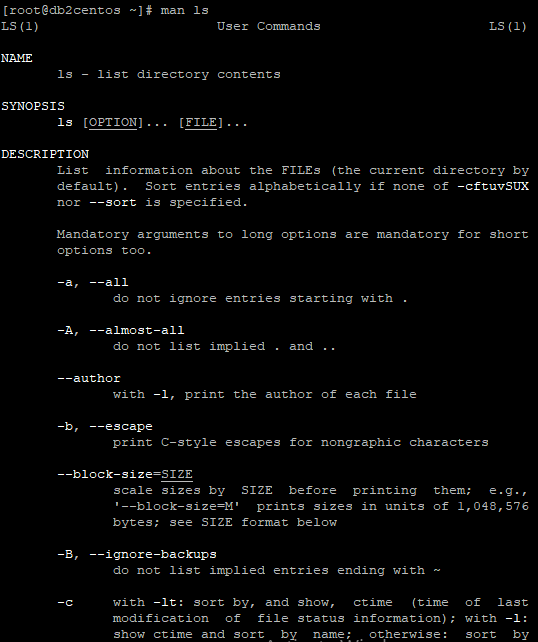 [root@db2centos ~]# man ls
LS(1) User Commands LS(1)
NAME
ls - list directory contents
SYNOPSIS
ls [OPTION]... [FILE]...
DESCRIPTION
List information about the FILEs (the current directory by
default). Sort entries alphabetically if none of -cftuvSUX
nor --sort is specified.
Mandatory arguments to long options are mandatory for short
options too.
-a, --all
do not ignore entries starting with .
-A, --almost-all
do not list implied . and ..
--author
with -l, print the author of each file
-b, --escape
print C-style escapes for nongraphic characters
--block-size=SIZE
scale sizes by SIZE before printing them; e.g.,
'--block-size=M' prints sizes in units of 1,048,576
bytes; see SIZE format below
-B, --ignore-backups
do not list implied entries ending with ~
-c with -lt: sort by, and show, ctime (time of last
modification of file status information); with -l:
show ctime and sort by name; otherwise: sort by